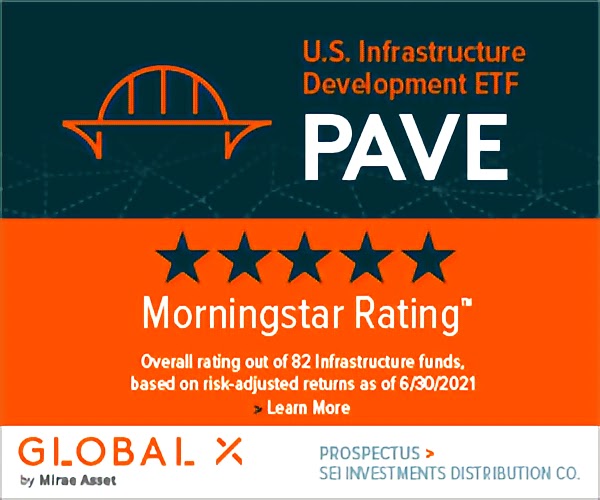 U.S. Infrastructure
Development ETF
PAVE
Morningstar Rating™
Overall rating out of 82 Infrastructure funds,
based on risk-adjusted returns as of 6/30/2021
> Learn More
GLOBAL X
by Mirae Asset
PROSPECTUS >
SEI INVESTMENTS DISTRIBUTION CO.